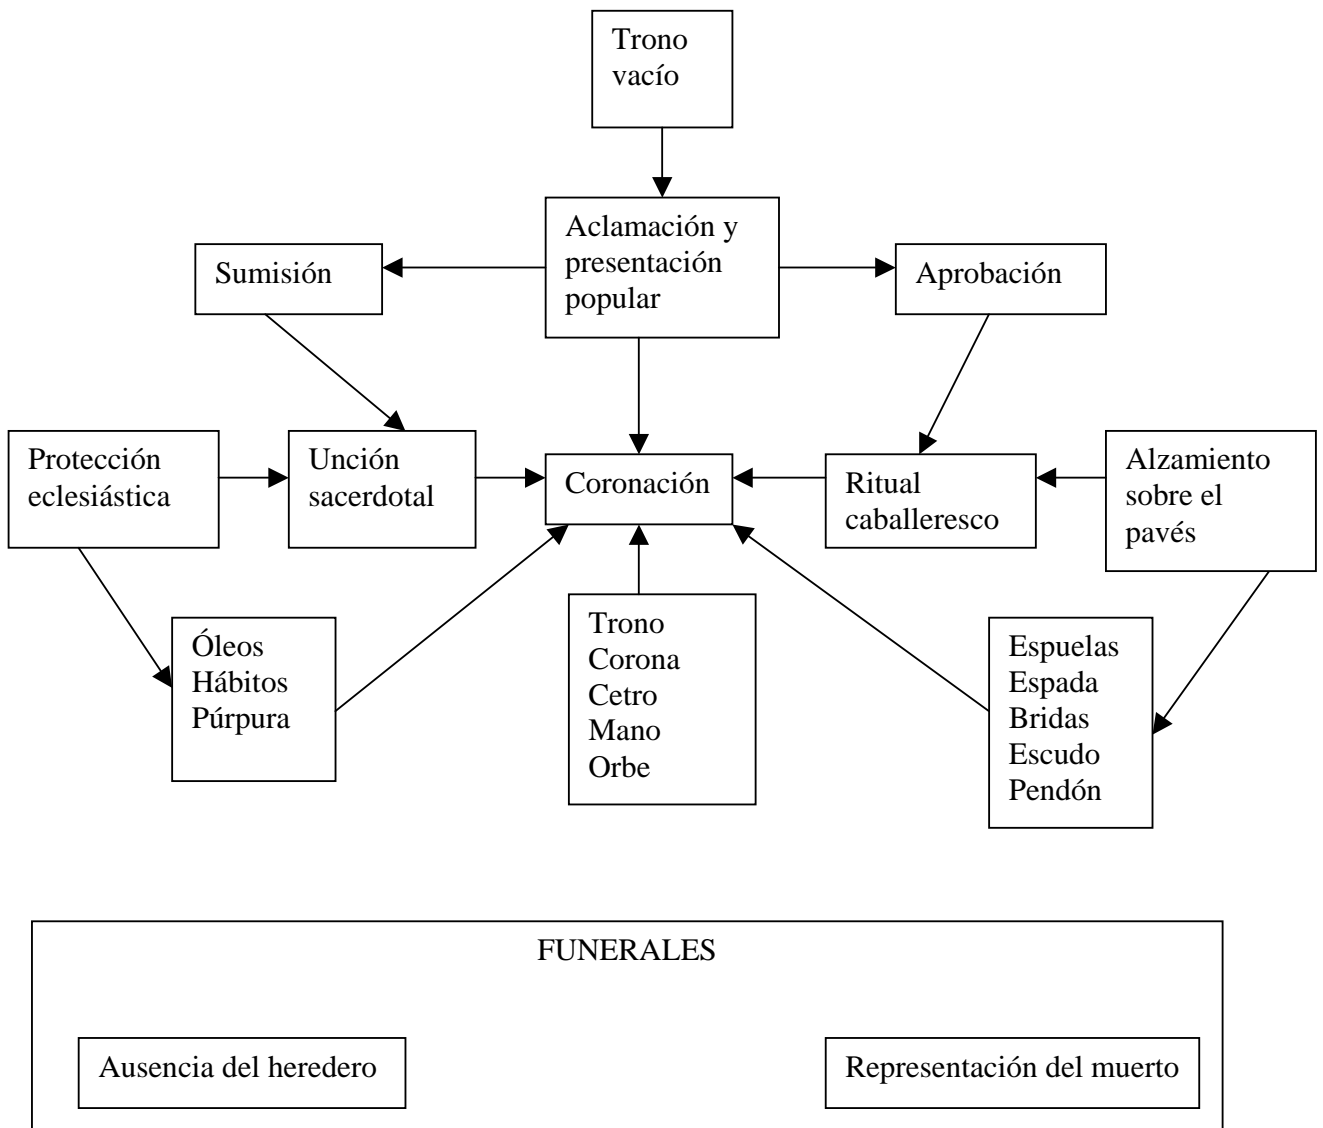 Trono
vacío
Aclamación y
presentación
popular
Sumisión
Aprobación
Protección
eclesiástica
Unción
sacerdotal
Coronación
Ritual
caballeresco
Alzamiento
sobre el
pavés
Óleos
Hábitos
Púrpura
Trono
Corona
Cetro
Mano
Orbe
Espuelas
Espada
Bridas
Escudo
Pendón
FUNERALES
Ausencia del heredero
Representación del muerto